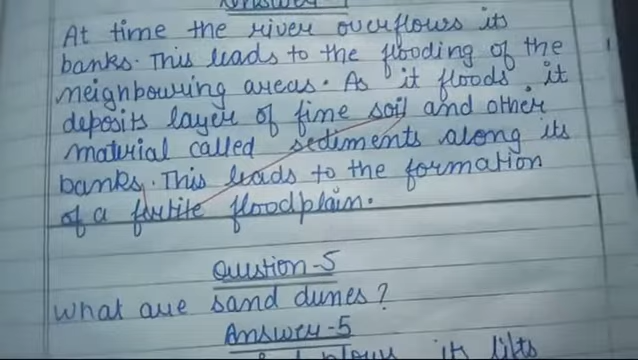 At time the river overflows its
banks. This leads to the flooding of the
neighbouring areas. As it floods it
deposits layer of fine soil and other
material called sediments along its
banks. This leads to the formation
of a fertile floodplain.
Question-5
What are sand dunes?
Answer-5
it lifts